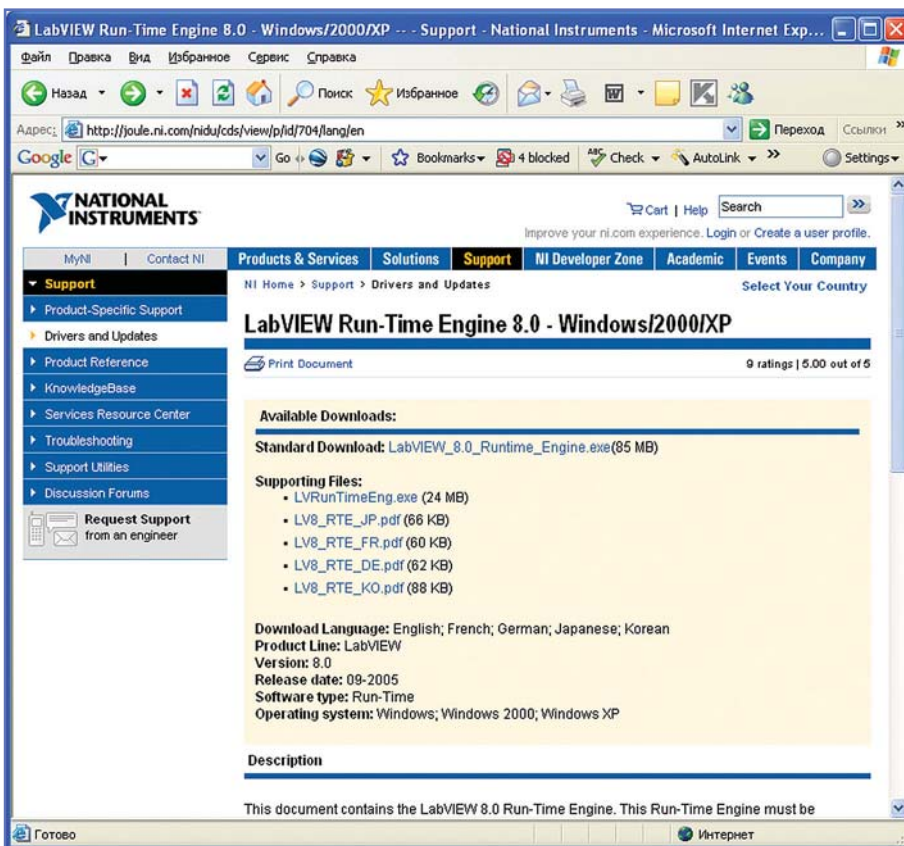 LabVIEW Run-Time Engine 8.0 - Windows/2000/XP -- - Support - National Instruments - Microsoft Internet Exp...
Файл Правка Вид Избранное Сервис Справка
Назад Поиск Избранное
Адрес: http://joule.ni.com/nidu/cds/view/p/id/704/lang/en Переход Ссылки »
Google G Go Bookmarks 4 blocked ABC Check AutoLink » Settings
NATIONAL INSTRUMENTS
Cart | Help Search »
Improve your ni.com experience. Login or Create a user profile.
MyNI | Contact NI Products & Services Solutions Support NI Developer Zone Academic Events Company
Support
Product-Specific Support
Drivers and Updates
Product Reference
KnowledgeBase
Services Resource Center
Troubleshooting
Support Utilities
Discussion Forums
Request Support
from an engineer
NI Home > Support > Drivers and Updates Select Your Country
LabVIEW Run-Time Engine 8.0 - Windows/2000/XP
Print Document 9 ratings | 5.00 out of 5
Available Downloads:
Standard Download: LabVIEW_8.0_Runtime_Engine.exe(85 MB)
Supporting Files:
• LVRunTimeEng.exe (24 MB)
• LV8_RTE_JP.pdf (66 KB)
• LV8_RTE_FR.pdf (60 KB)
• LV8_RTE_DE.pdf (62 KB)
• LV8_RTE_KO.pdf (88 KB)
Download Language: English; French; German; Japanese; Korean
Product Line: LabVIEW
Version: 8.0
Release date: 09-2005
Software type: Run-Time
Operating system: Windows; Windows 2000; Windows XP
Description
This document contains the LabVIEW 8.0 Run-Time Engine. This Run-Time Engine must be
Готово Интернет